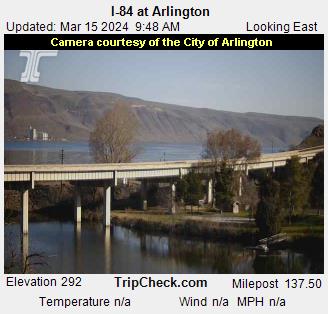 I-84 at Arlington
Updated: Mar 15 2024 9:48 AM Looking East
Camera courtesy of the City of Arlington
Elevation 292 TripCheck.com Milepost 137.50
Temperature n/a Wind n/a MPH n/a